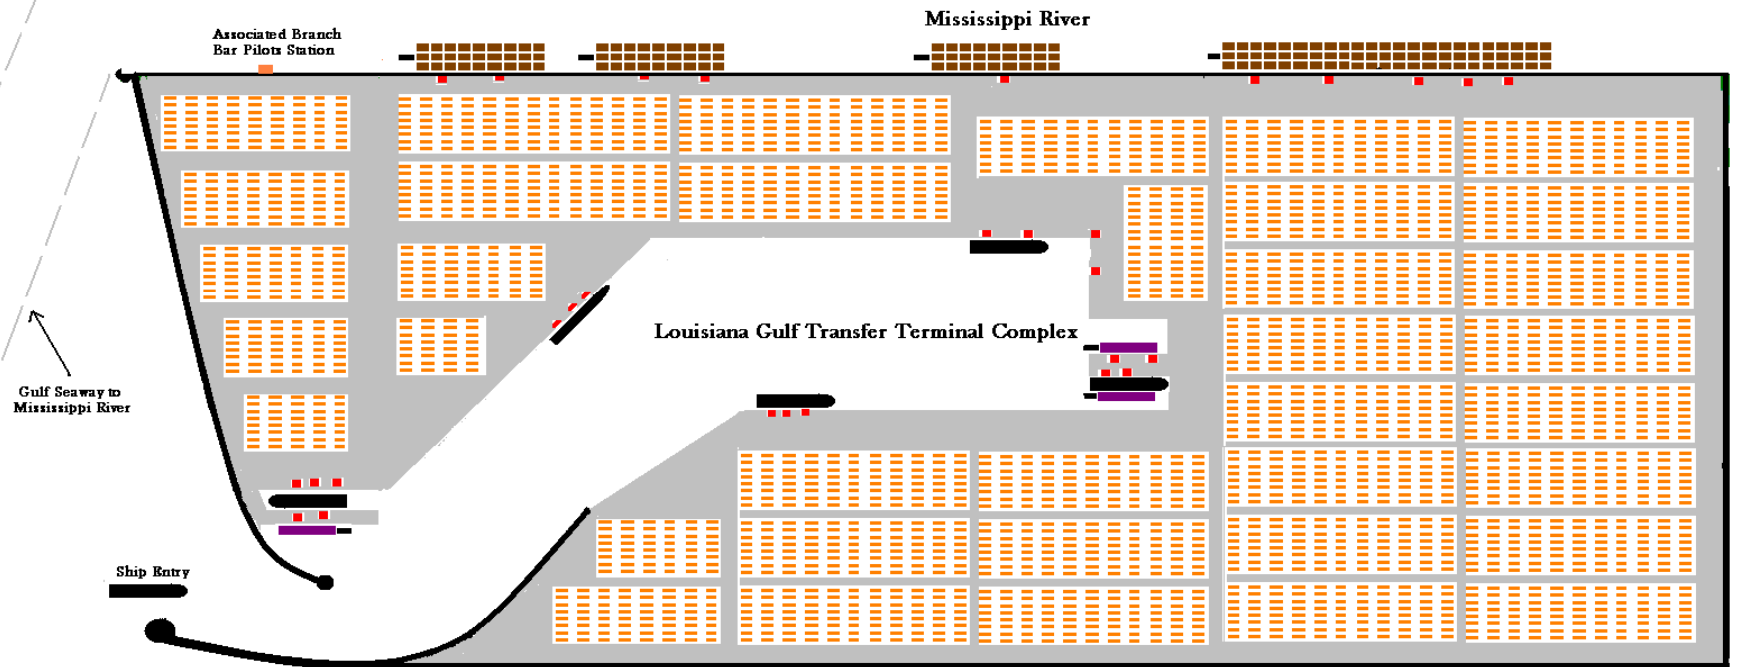 Mississippi River
Associated Branch
Bar Pilots Station
Louisiana Gulf Transfer Terminal Complex
Gulf Seaway to
Mississippi River
Ship Entry